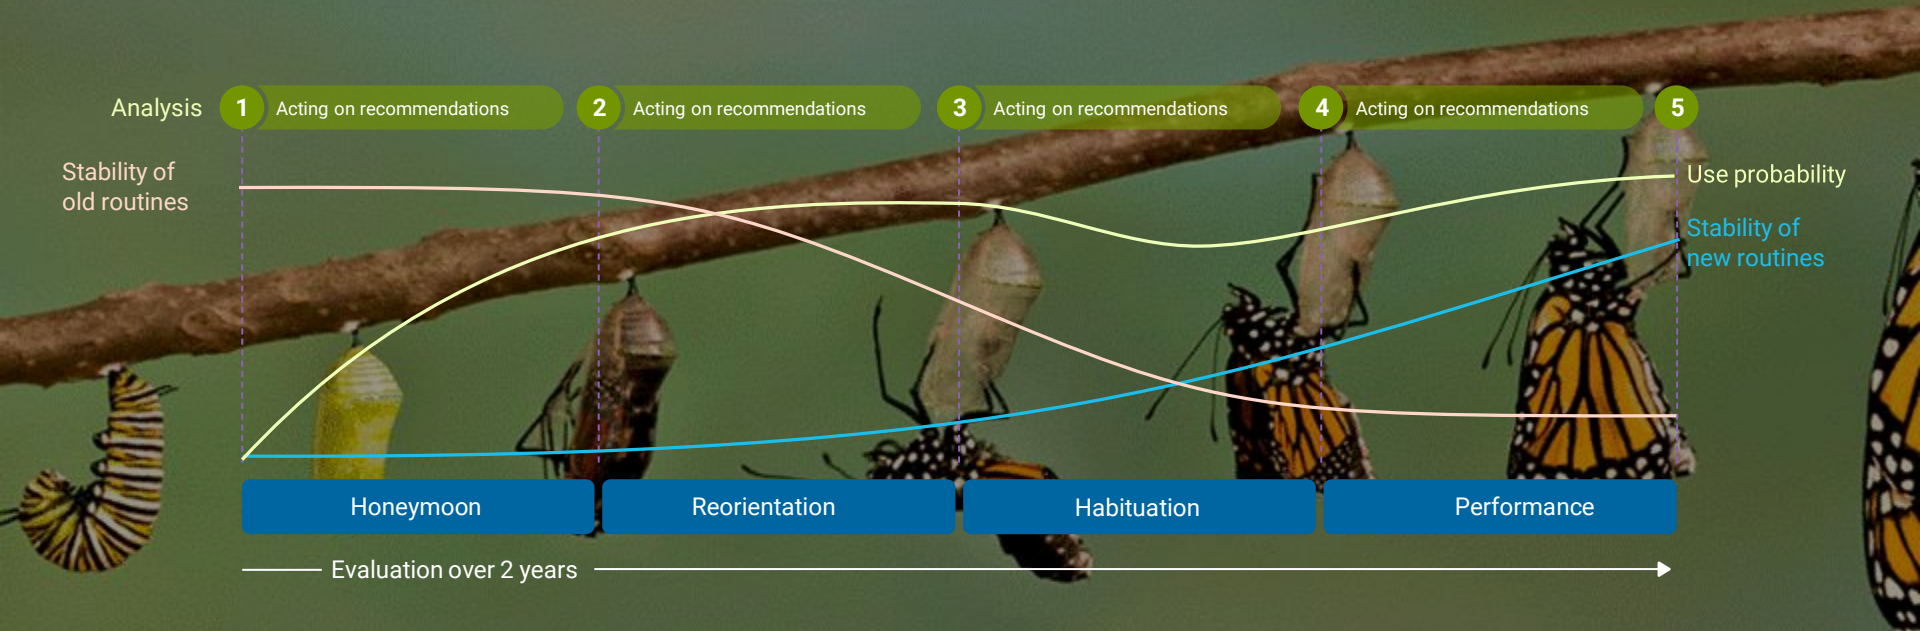 Analysis
1
Acting on recommendations
2
Acting on recommendations
3
Acting on recommendations
4
Acting on recommendations
5
Stability of
old routines
Use probability
Stability of
new routines
Honeymoon
Reorientation
Habituation
Performance
Evaluation over 2 years